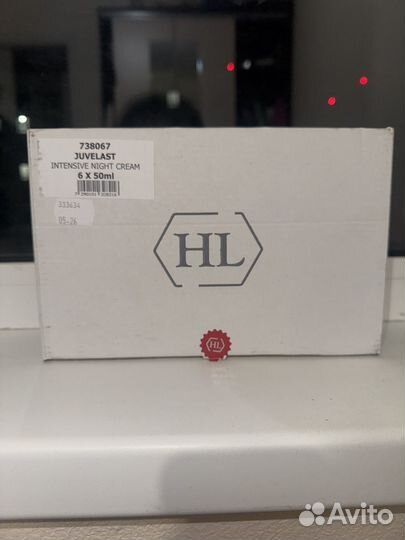 738067
JUVELAST
INTENSIVE NIGHT CREAM
6 X 50ml
333634
05-26
HL
HL
Avito